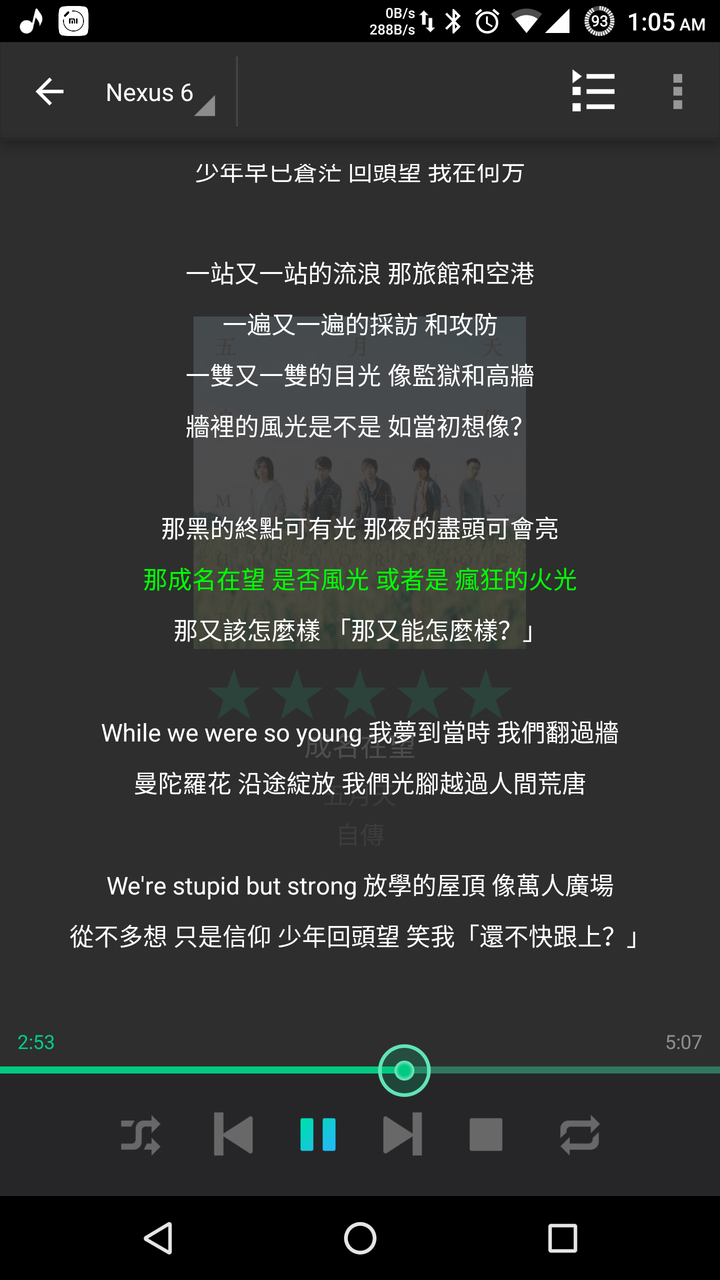 0B/s
288B/s
93
1:05 AM
Nexus 6
少年早已蒼茫 回頭望 我在何方
一站又一站的流浪 那旅館和空港
一遍又一遍的採訪 和攻防
五 月 天
一雙又一雙的目光 像監獄和高牆
牆裡的風光是不是 如當初想像?
MAYDAY
那黑的終點可有光 那夜的盡頭可會亮
那成名在望 是否風光 或者是 瘋狂的火光
那又該怎麼樣 「那又能怎麼樣? 」
While we were so young 我夢到當時 我們翻過牆
成名在望
曼陀羅花 沿途綻放 我們光腳越過人間荒唐
五月天
自傳
We're stupid but strong 放學的屋頂 像萬人廣場
從不多想 只是信仰 少年回頭望 笑我「還不快跟上? 」
2:53
5:07